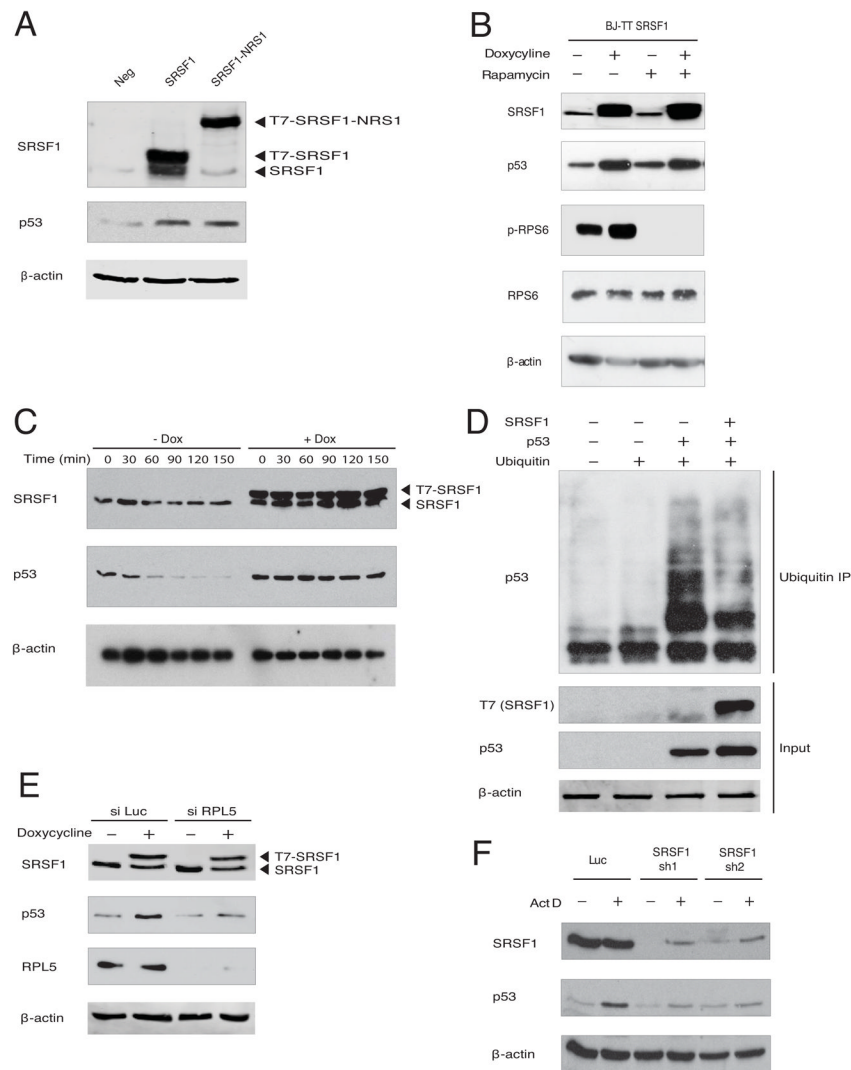 A
Neg SRSF1 SRSF1-NRS1
SRSF1
◀ T7-SRSF1-NRS1
◀ T7-SRSF1
◀ SRSF1
p53
β-actin
B
BJ-TT SRSF1
Doxycycline − + − +
Rapamycin − − + +
SRSF1
p53
p-RPS6
RPS6
β-actin
C
- Dox + Dox
Time (min) 0 30 60 90 120 150 0 30 60 90 120 150
SRSF1
◀ T7-SRSF1
◀ SRSF1
p53
β-actin
D
SRSF1 − − − +
p53 − − + +
Ubiquitin − + + +
p53
Ubiquitin IP
T7 (SRSF1)
p53
Input
β-actin
E
si Luc si RPL5
Doxycycline − + − +
SRSF1
◀ T7-SRSF1
◀ SRSF1
p53
RPL5
β-actin
F
Luc SRSF1 SRSF1
sh1 sh2
Act D − + − + − +
SRSF1
p53
β-actin